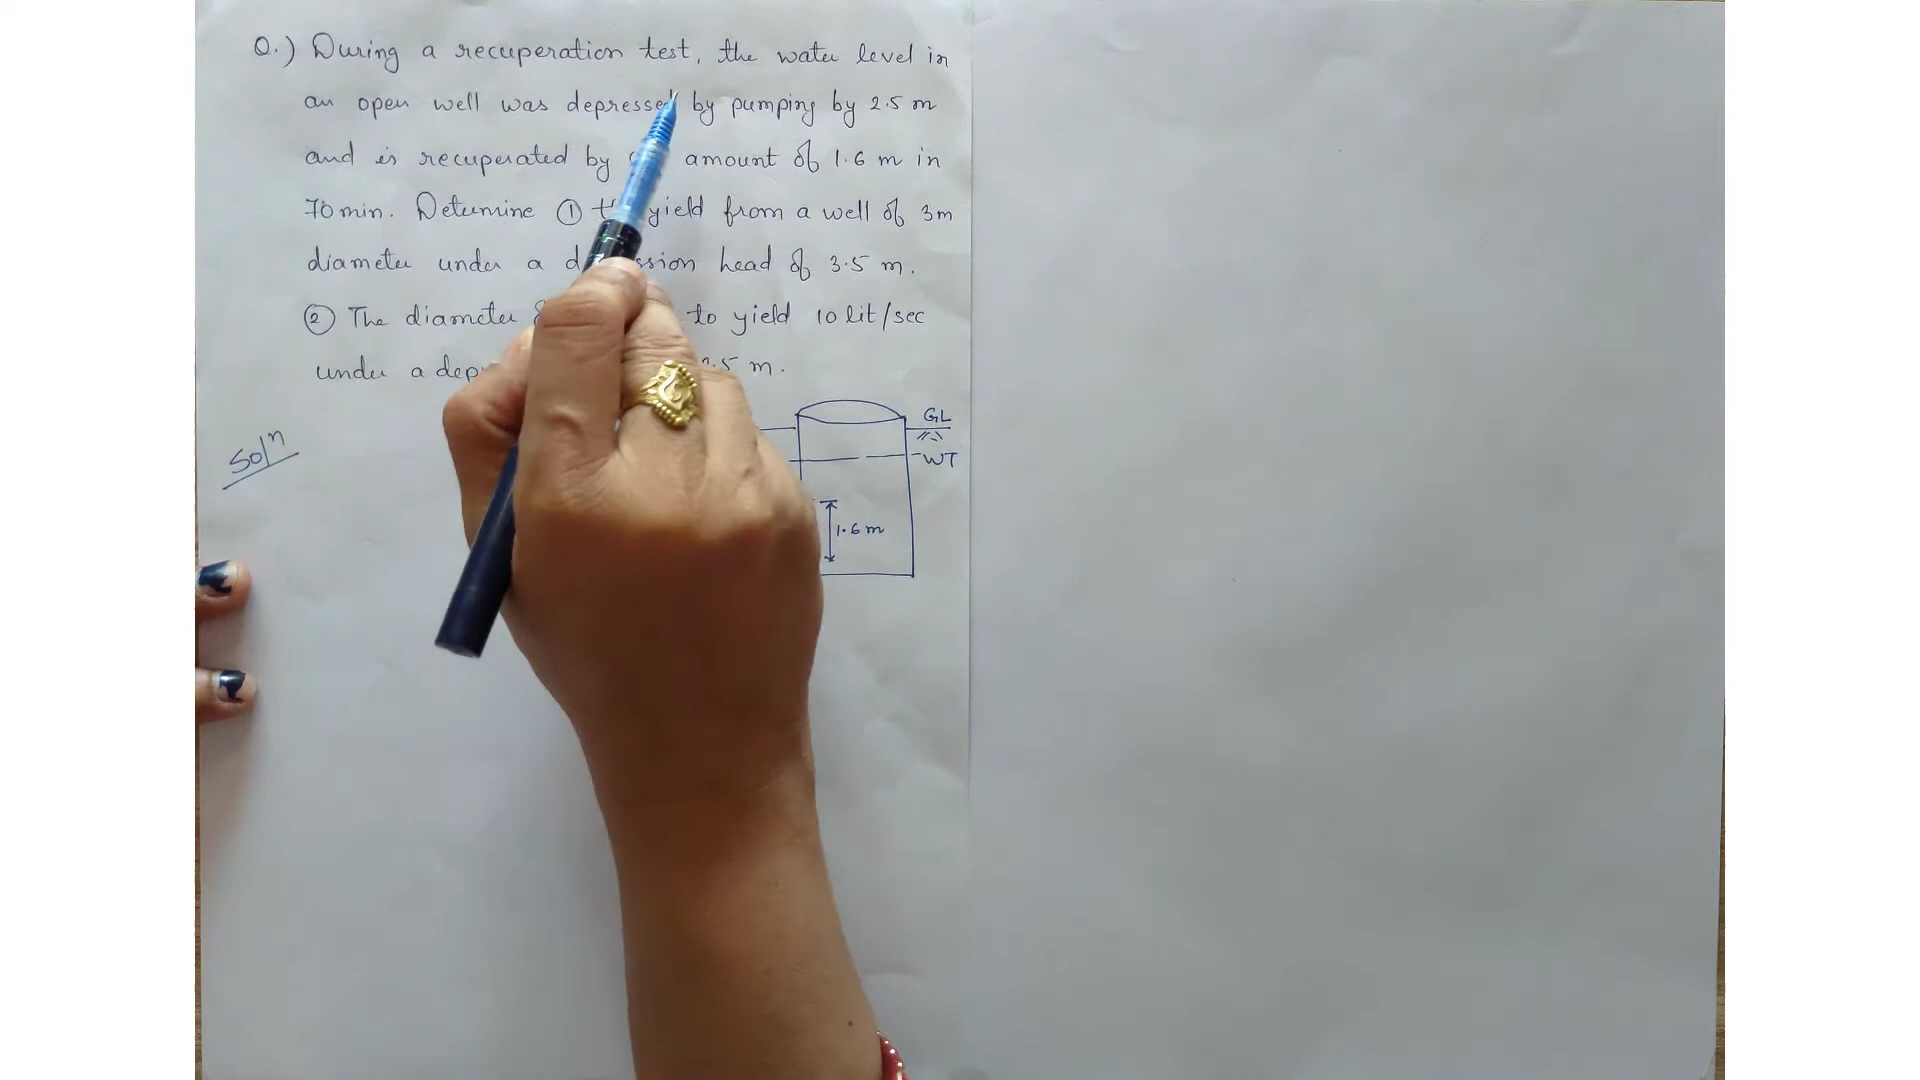 Q.) During a recuperation test, the water level in
an open well was depressed by pumping by 2.5 m
and is recuperated by amount of 1.6 m in
70 min. Determine ① yield from a well of 3m
diameter under a head of 3.5 m.
② The diameter to yield 10 lit/sec
under a m.
Solⁿ
GL
WT
1.6 m